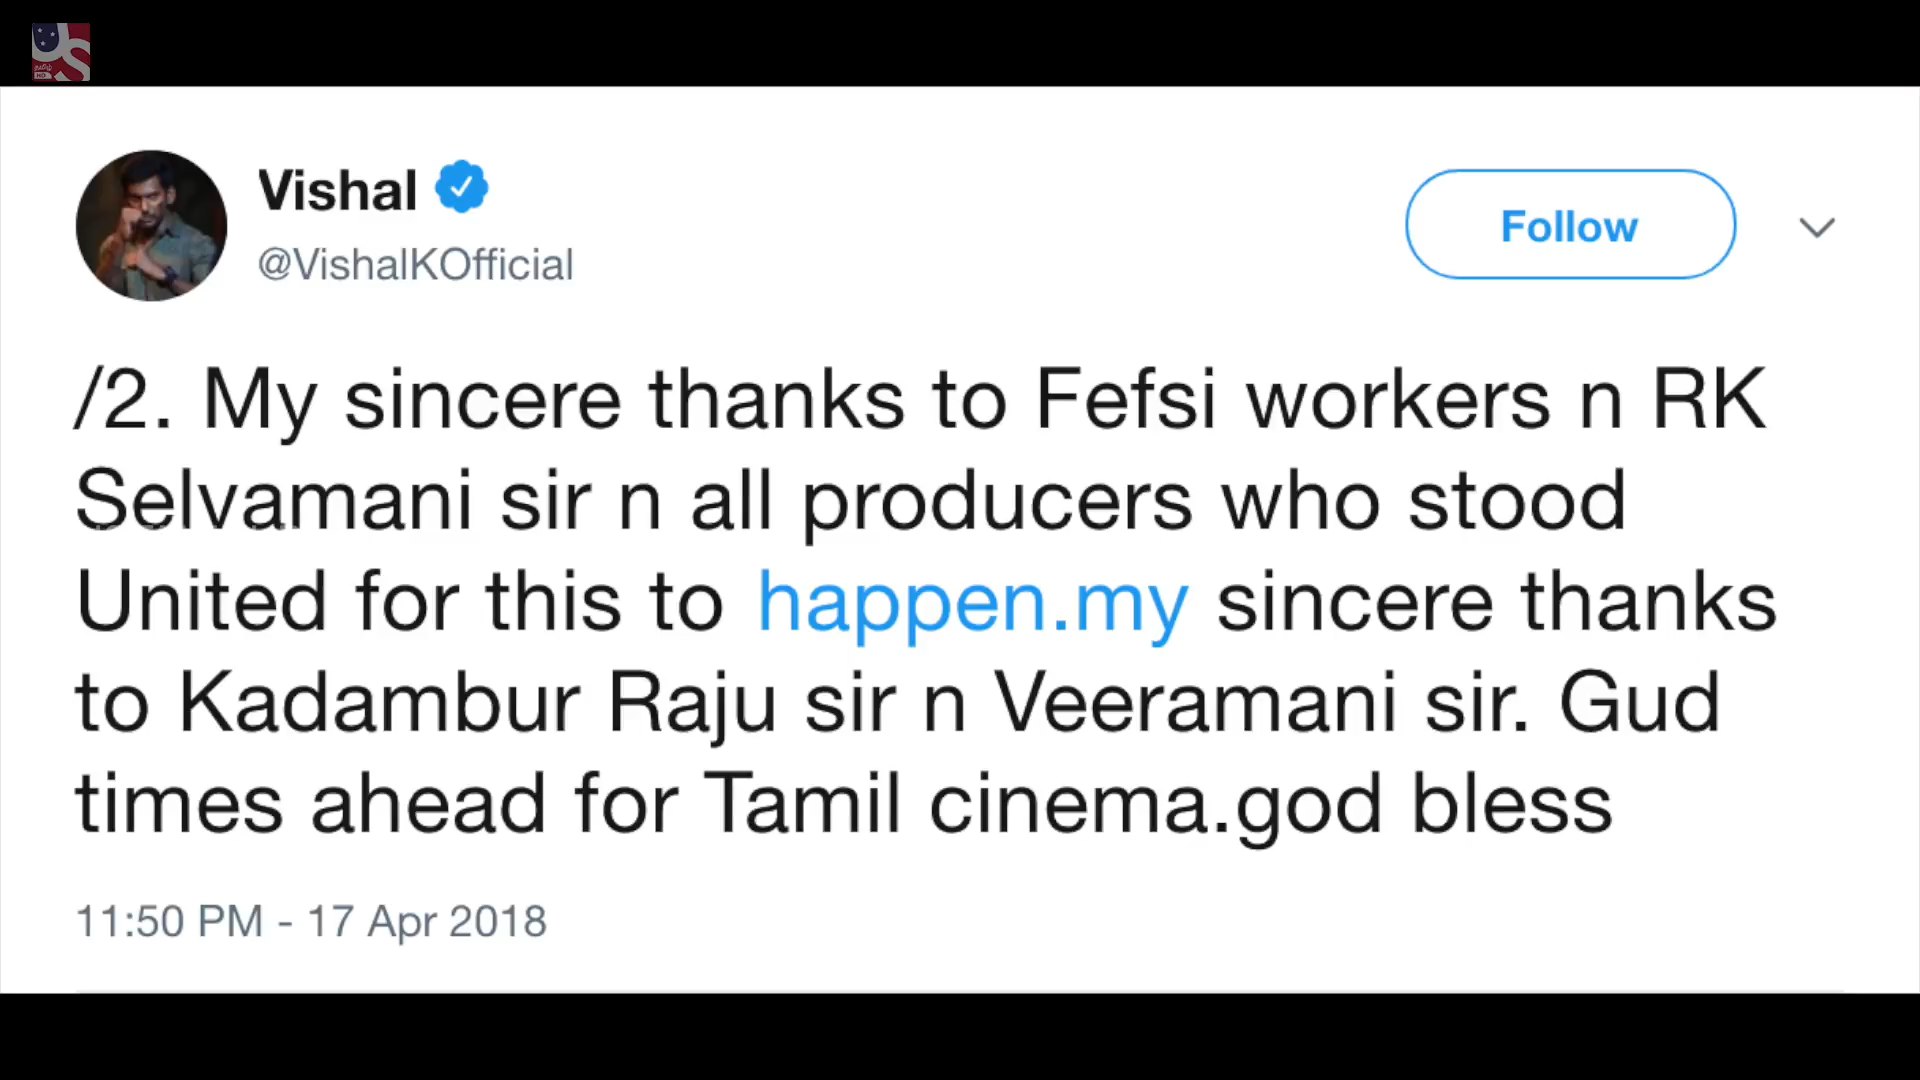 Vishal
@VishalKOfficial
Follow
/2. My sincere thanks to Fefsi workers n RK
Selvamani sir n all producers who stood
United for this to happen.my sincere thanks
to Kadambur Raju sir n Veeramani sir. Gud
times ahead for Tamil cinema.god bless
11:50 PM - 17 Apr 2018